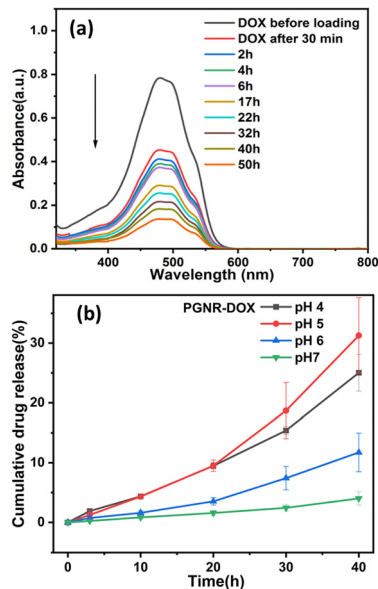 (a)
DOX before loading
DOX after 30 min
2h
4h
6h
17h
22h
32h
40h
50h
Absorbance(a.u.)
1.0
0.8
0.6
0.4
0.2
0.0
400
500
600
700
800
Wavelength (nm)
(b)
PGNR-DOX
pH 4
pH 5
pH 6
pH7
Cumulative drug release(%)
30
20
10
0
0
10
20
30
40
Time(h)